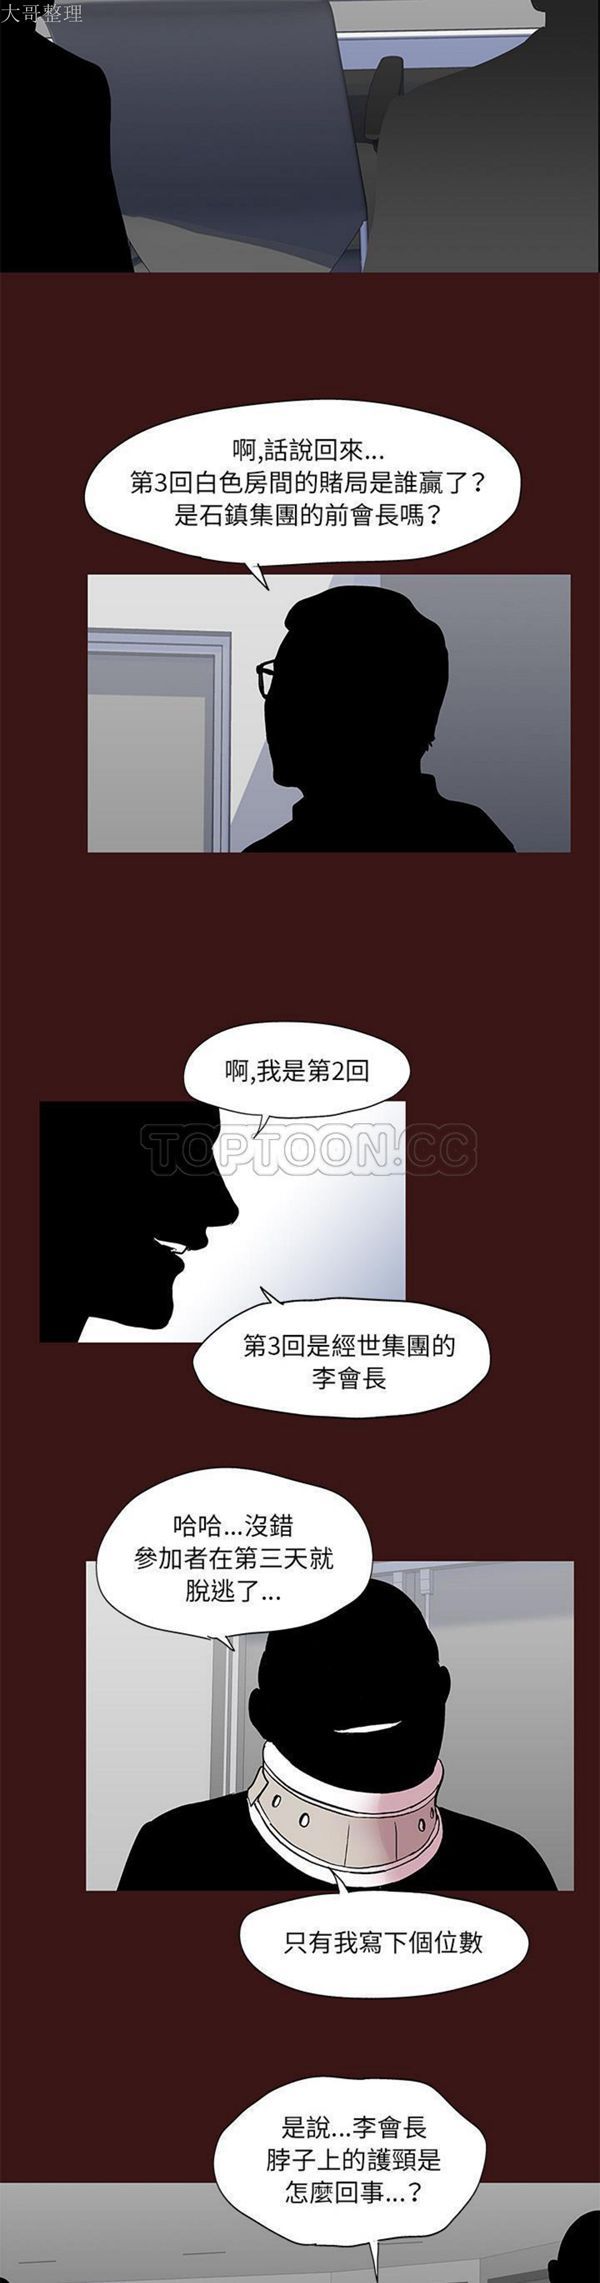 大哥整理
啊,話說回來...
第3回白色房間的賭局是誰贏了?
是石鎮集團的前會長嗎?
啊,我是第2回
TOPTOON.CC
第3回是經世集團的
李會長
哈哈...沒錯
參加者在第三天就
脫逃了...
只有我寫下個位數
是說...李會長
脖子上的護頸是
怎麼回事...?